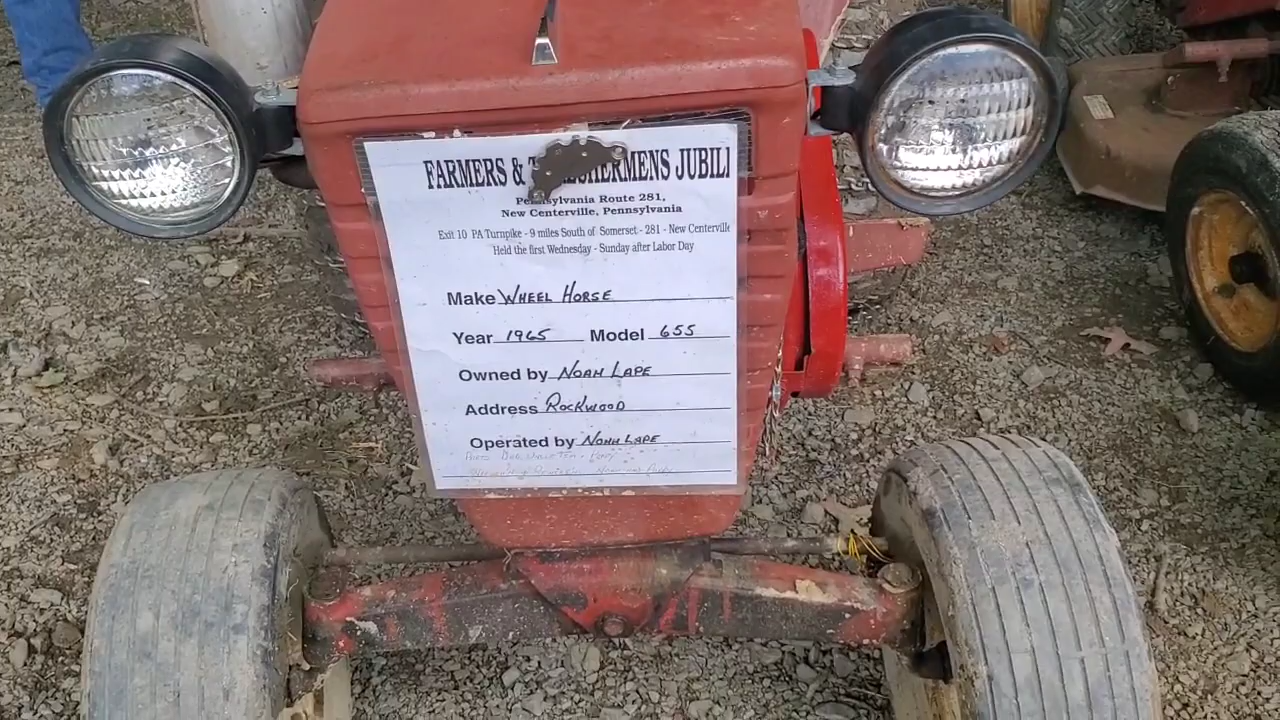 FARMERS & T SHERMENS JUBIL
Pennsylvania Route 281,
New Centerville, Pennsylvania
Exit 10 PA Turnpike - 9 miles South of Somerset - 281 - New Centerville
Held the first Wednesday - Sunday after Labor Day
Make WHEEL HORSE
Year 1965 Model 655
Owned by NOAH LAPE
Address ROCKWOOD
Operated by NOAH LAPE